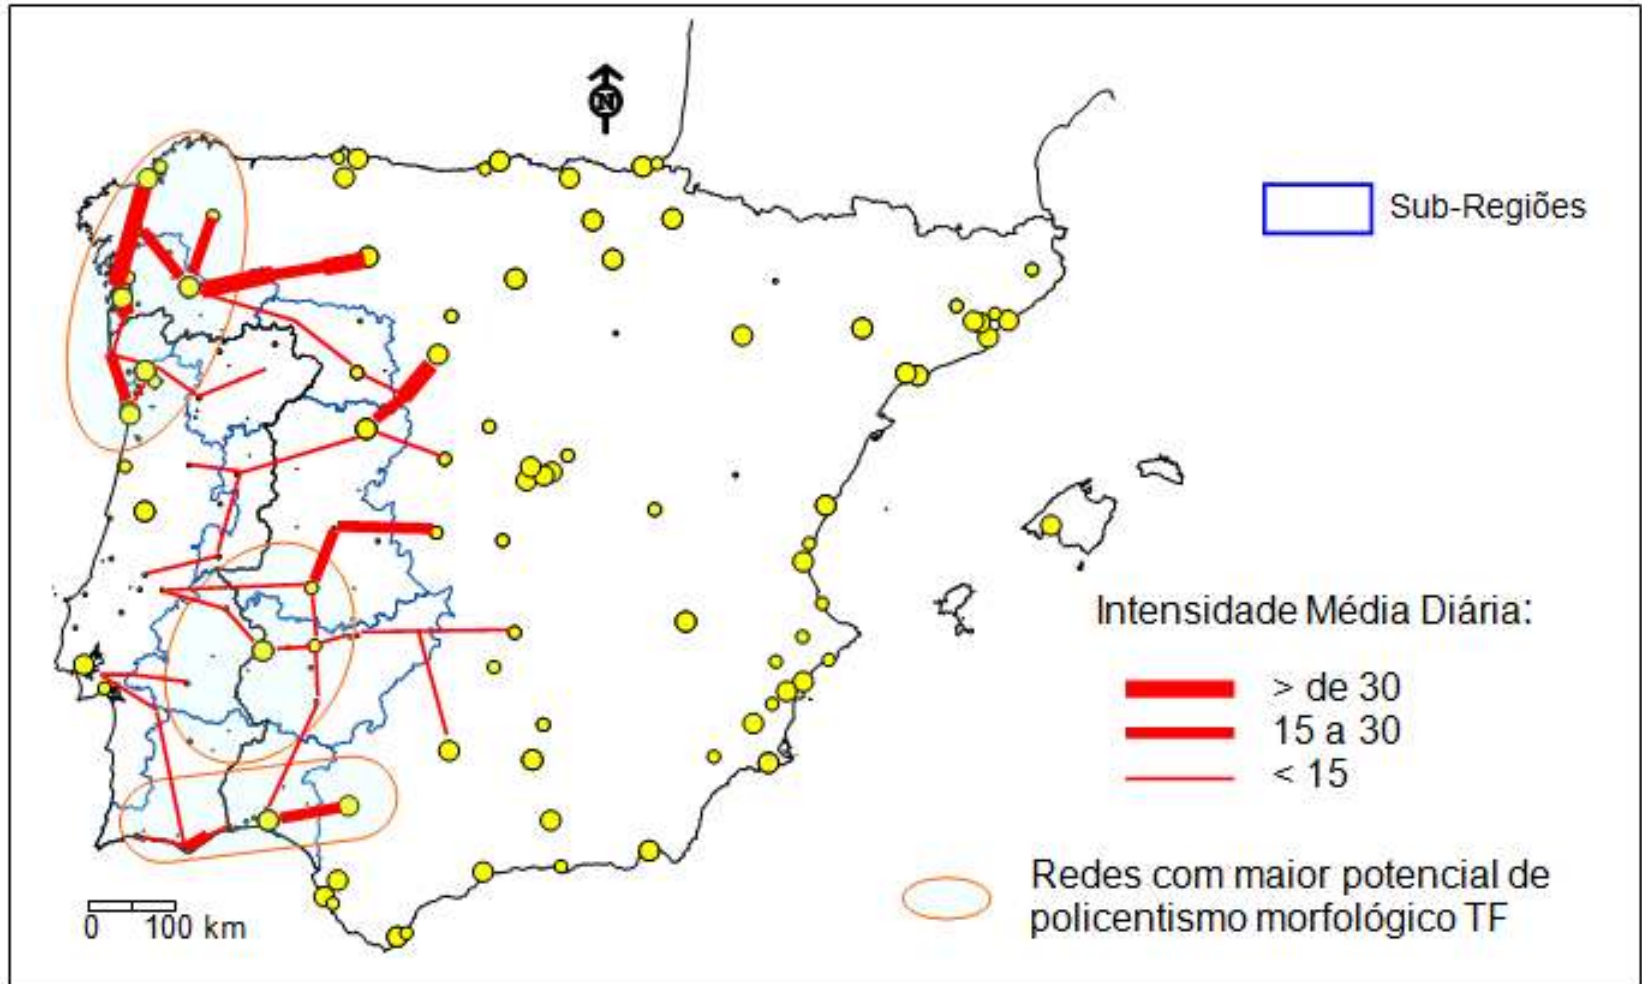 N
Sub-Regiões
Intensidade Média Diária:
> de 30
15 a 30
< 15
Redes com maior potencial de
policentismo morfológico TF
0 100 km